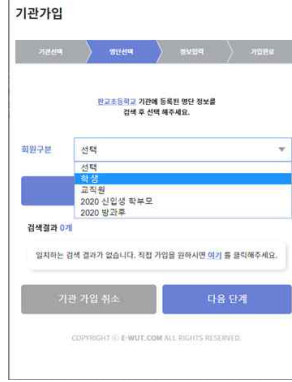 기관가입
기관선택 명단선택 정보입력 가입완료
판교초등학교 기관에 등록된 명단 정보를
검색 후 선택 해주세요.
회원구분 선택
선택
학생
교직원
2020 신입생 학부모
2020 방과후
검색결과 0개
일치하는 검색 결과가 없습니다. 직접 가입을 원하시면 여기 를 클릭해주세요.
기관 가입 취소 다음 단계
COPYRIGHT ⓒ E-WUT.COM ALL RIGHTS RESERVED.